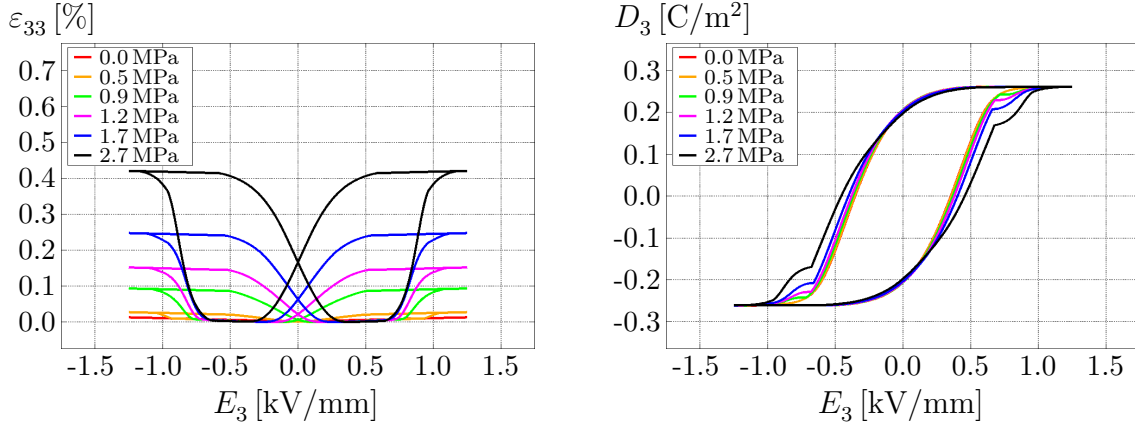 ε₃₃ [%]
0.7
0.6
0.5
0.4
0.3
0.2
0.1
0.0
0.0 MPa
0.5 MPa
0.9 MPa
1.2 MPa
1.7 MPa
2.7 MPa
-1.5 -1.0 -0.5 0.0 0.5 1.0 1.5
E₃ [kV/mm]
D₃ [C/m²]
0.3
0.2
0.1
0.0
-0.1
-0.2
-0.3
0.0 MPa
0.5 MPa
0.9 MPa
1.2 MPa
1.7 MPa
2.7 MPa
-1.5 -1.0 -0.5 0.0 0.5 1.0 1.5
E₃ [kV/mm]